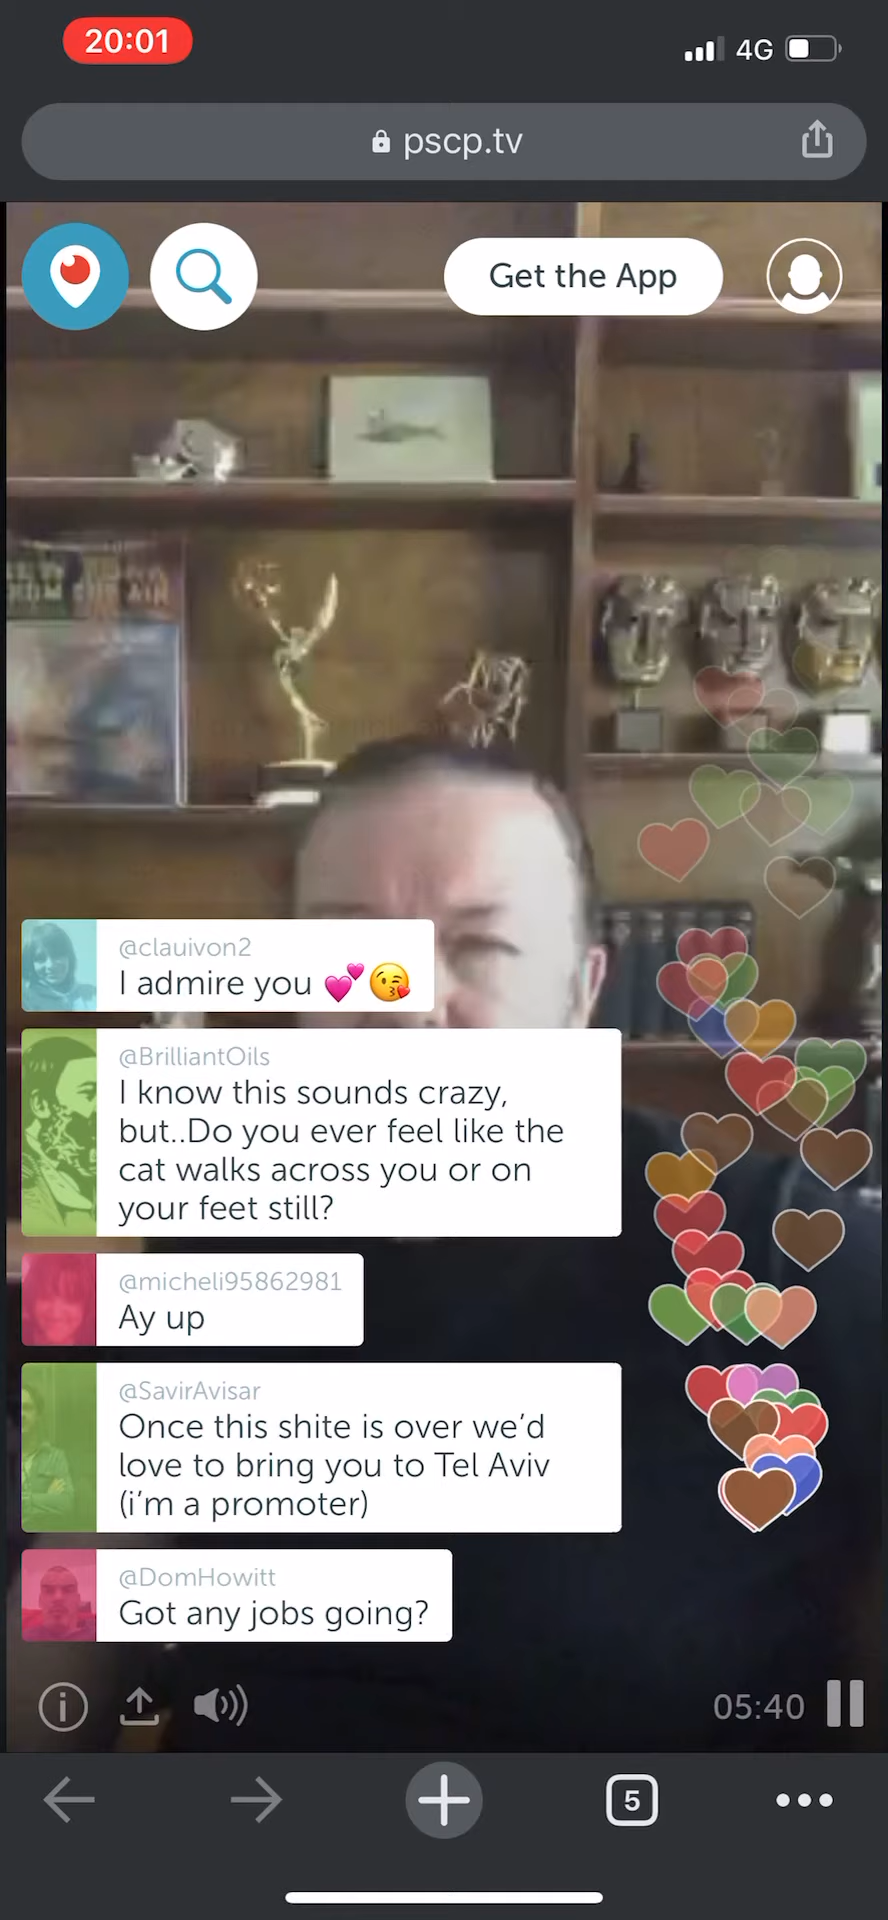 20:01
4G
pscp.tv
Get the App
@clauivon2
I admire you 💕😘
@BrilliantOils
I know this sounds crazy,
but..Do you ever feel like the
cat walks across you or on
your feet still?
@micheli95862981
Ay up
@SavirAvisar
Once this shite is over we’d
love to bring you to Tel Aviv
(i’m a promoter)
@DomHowitt
Got any jobs going?
05:40
5